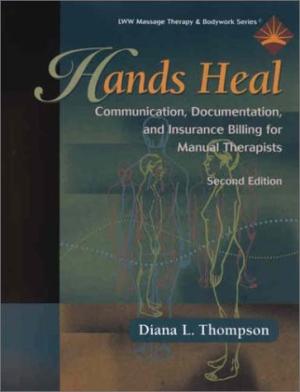 LWW Massage Therapy & Bodywork Series®
Hands Heal
Communication, Documentation,
and Insurance Billing for
Manual Therapists
Second Edition
Diana L. Thompson